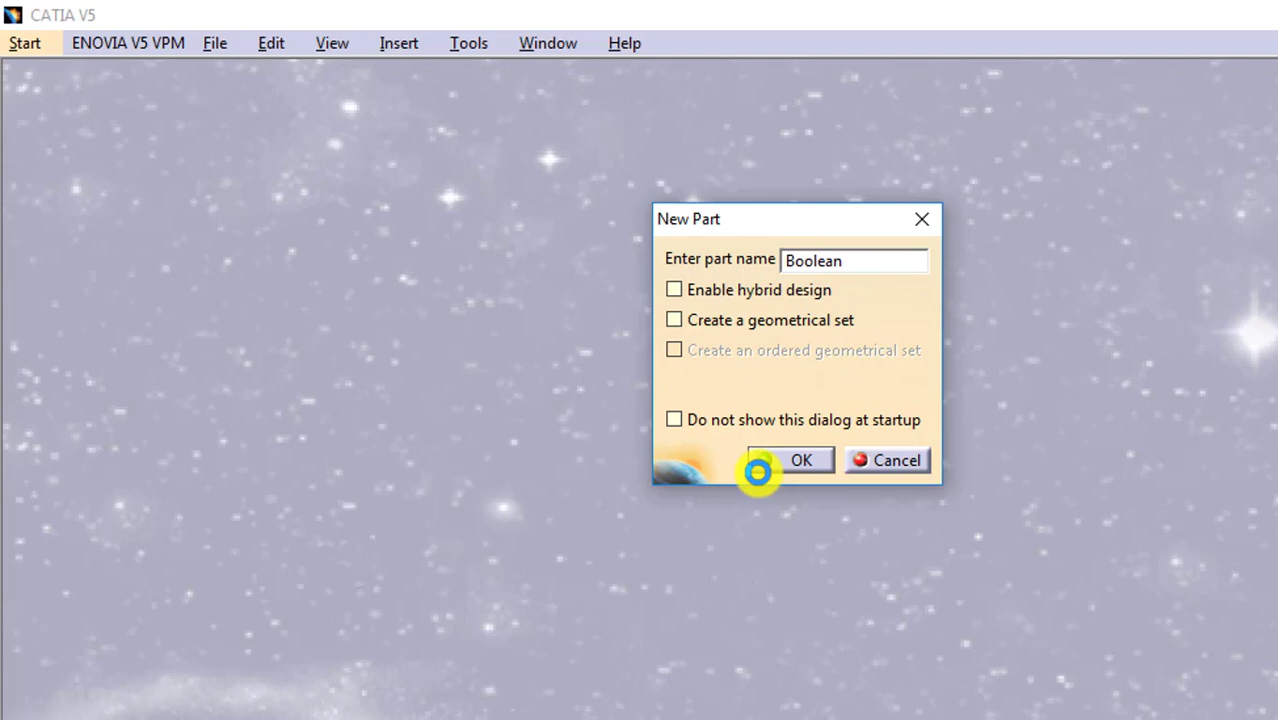 CATIA V5
Start ENOVIA V5 VPM File Edit View Insert Tools Window Help
New Part
Enter part name Boolean
Enable hybrid design
Create a geometrical set
Create an ordered geometrical set
Do not show this dialog at startup
OK Cancel